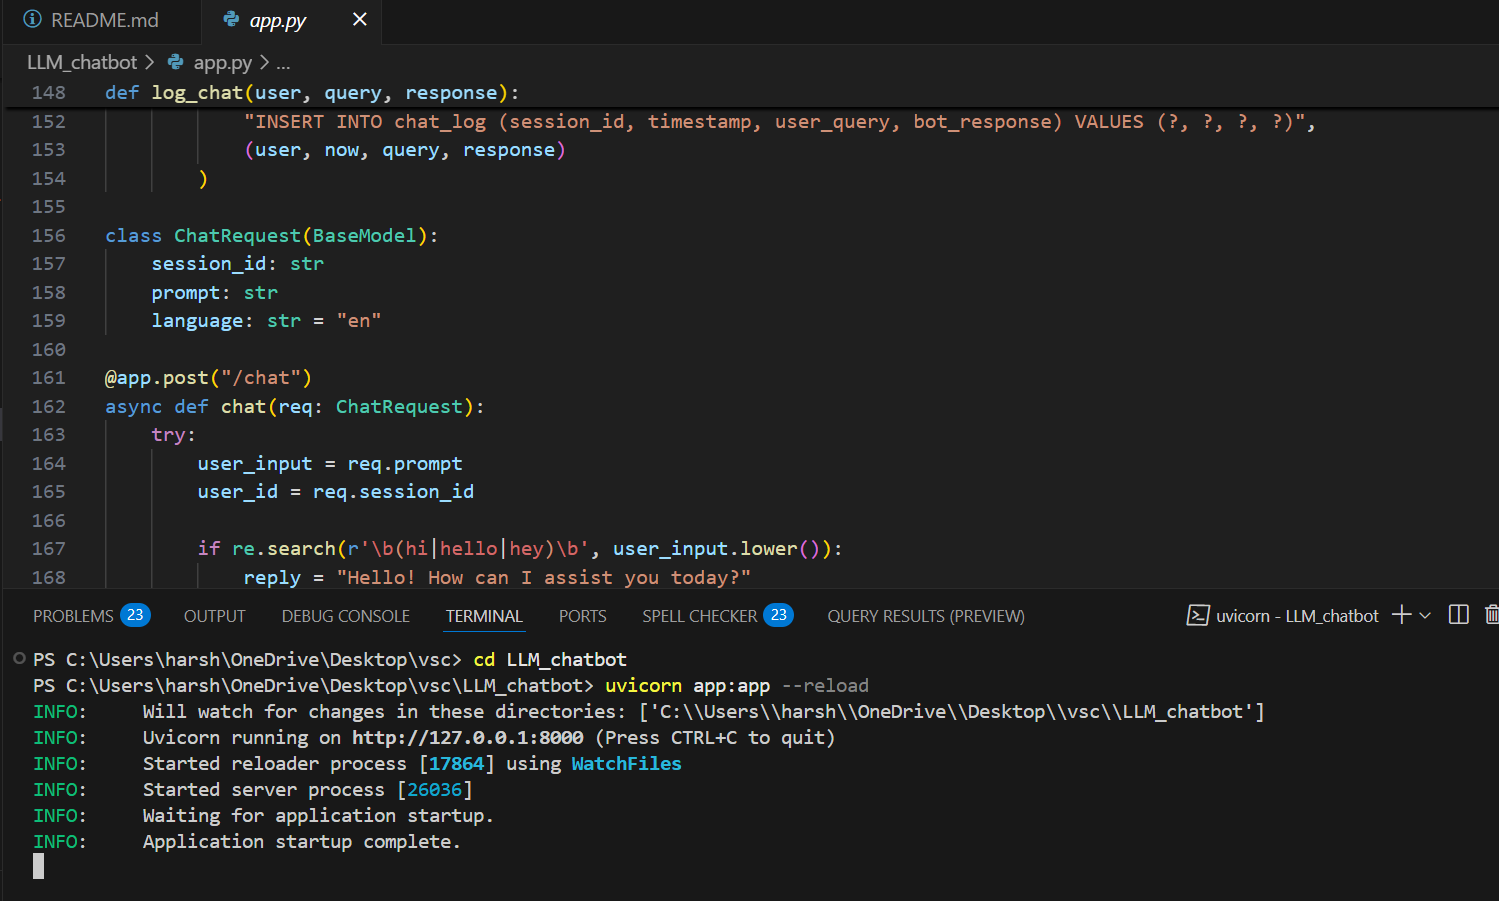 README.md app.py
LLM_chatbot > app.py > ...
148 def log_chat(user, query, response):
152 "INSERT INTO chat_log (session_id, timestamp, user_query, bot_response) VALUES (?, ?, ?, ?)",
153 (user, now, query, response)
154 )
155
156 class ChatRequest(BaseModel):
157 session_id: str
158 prompt: str
159 language: str = "en"
160
161 @app.post("/chat")
162 async def chat(req: ChatRequest):
163 try:
164 user_input = req.prompt
165 user_id = req.session_id
166
167 if re.search(r'\b(hi|hello|hey)\b', user_input.lower()):
168 reply = "Hello! How can I assist you today?"
PROBLEMS 23 OUTPUT DEBUG CONSOLE TERMINAL PORTS SPELL CHECKER 23 QUERY RESULTS (PREVIEW) uvicorn - LLM_chatbot
PS C:\Users\harsh\OneDrive\Desktop\vsc> cd LLM_chatbot
PS C:\Users\harsh\OneDrive\Desktop\vsc\LLM_chatbot> uvicorn app:app --reload
INFO: Will watch for changes in these directories: ['C:\\Users\\harsh\\OneDrive\\Desktop\\vsc\\LLM_chatbot']
INFO: Uvicorn running on http://127.0.0.1:8000 (Press CTRL+C to quit)
INFO: Started reloader process [17864] using WatchFiles
INFO: Started server process [26036]
INFO: Waiting for application startup.
INFO: Application startup complete.